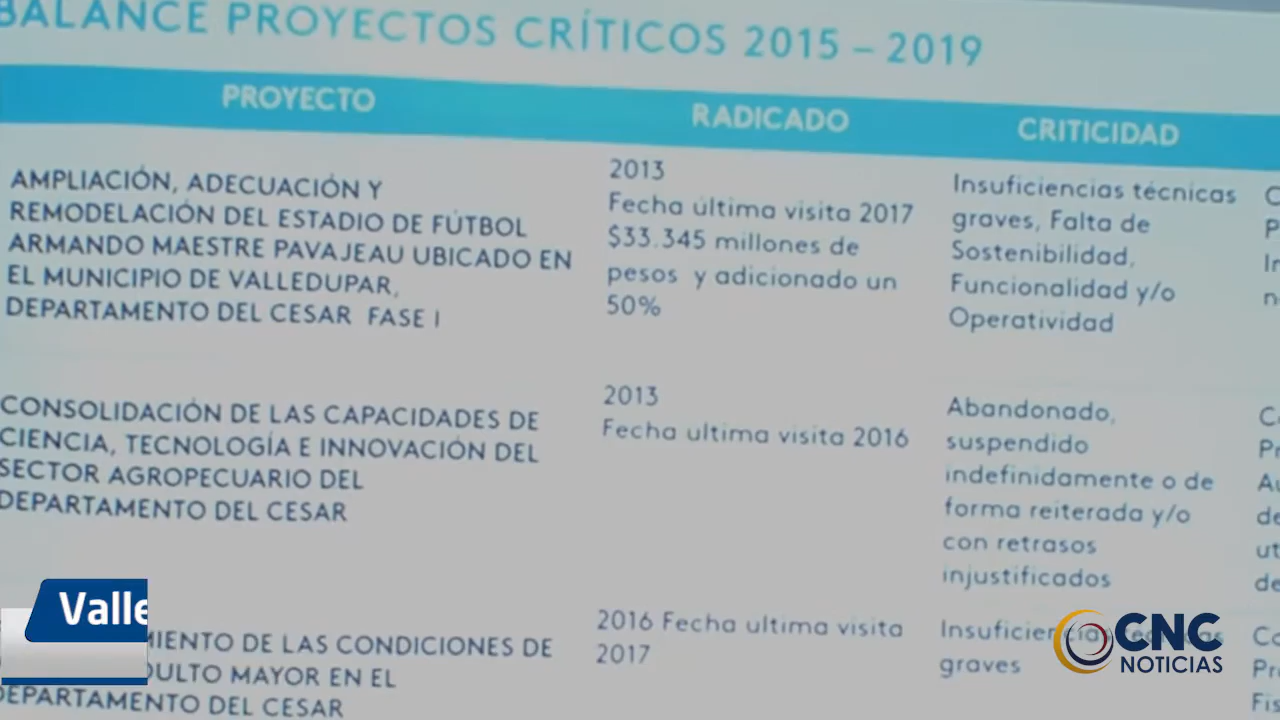 BALANCE PROYECTOS CRÍTICOS 2015 – 2019
PROYECTO
RADICADO
CRITICIDAD
AMPLIACIÓN, ADECUACIÓN Y
REMODELACIÓN DEL ESTADIO DE FÚTBOL
ARMANDO MAESTRE PAVAJEAU UBICADO EN
EL MUNICIPIO DE VALLEDUPAR,
DEPARTAMENTO DEL CESAR FASE I
2013
Fecha última visita 2017
$33.345 millones de
pesos y adicionado un
50%
Insuficiencias técnicas
graves, Falta de
Sostenibilidad,
Funcionalidad y/o
Operatividad
CONSOLIDACIÓN DE LAS CAPACIDADES DE
CIENCIA, TECNOLOGÍA E INNOVACIÓN DEL
SECTOR AGROPECUARIO DEL
DEPARTAMENTO DEL CESAR
2013
Fecha ultima visita 2016
Abandonado,
suspendido
indefinidamente o de
forma reiterada y/o
con retrasos
injustificados
MIENTO DE LAS CONDICIONES DE
DULTO MAYOR EN EL
DEPARTAMENTO DEL CESAR
2016 Fecha ultima visita
2017
Insuficiencias técnicas
graves
Valle
CNC
NOTICIAS